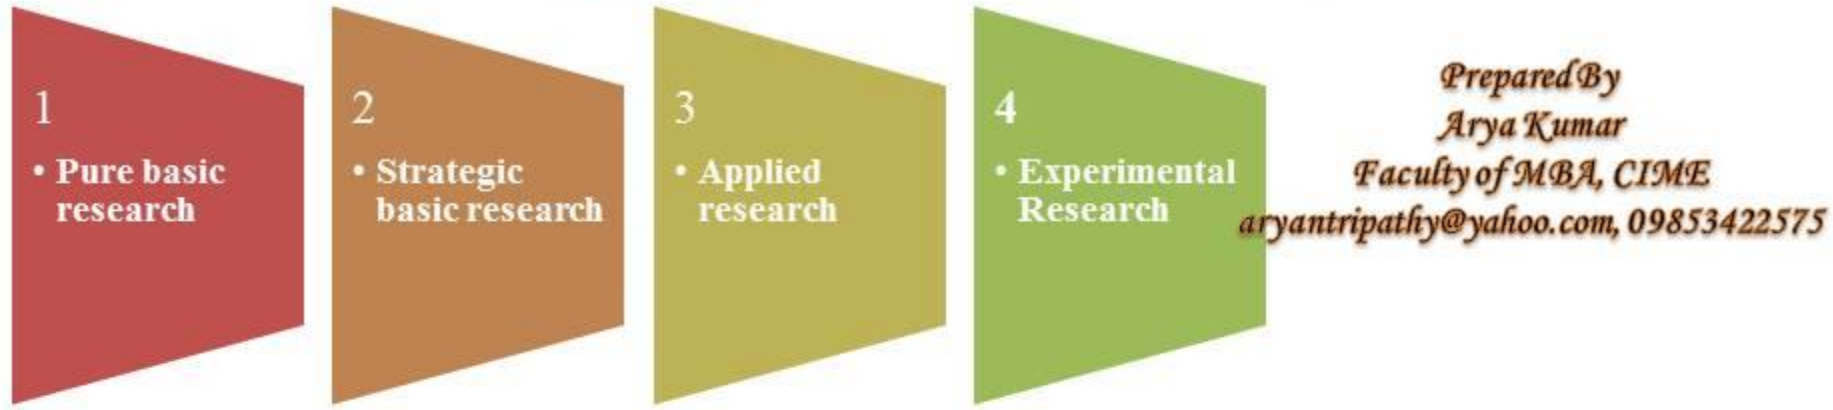 1
• Pure basic
research
2
• Strategic
basic research
3
• Applied
research
4
• Experimental
Research
Prepared By
Arya Kumar
Faculty of MBA, CIME
aryantripathy@yahoo.com, 09853422575